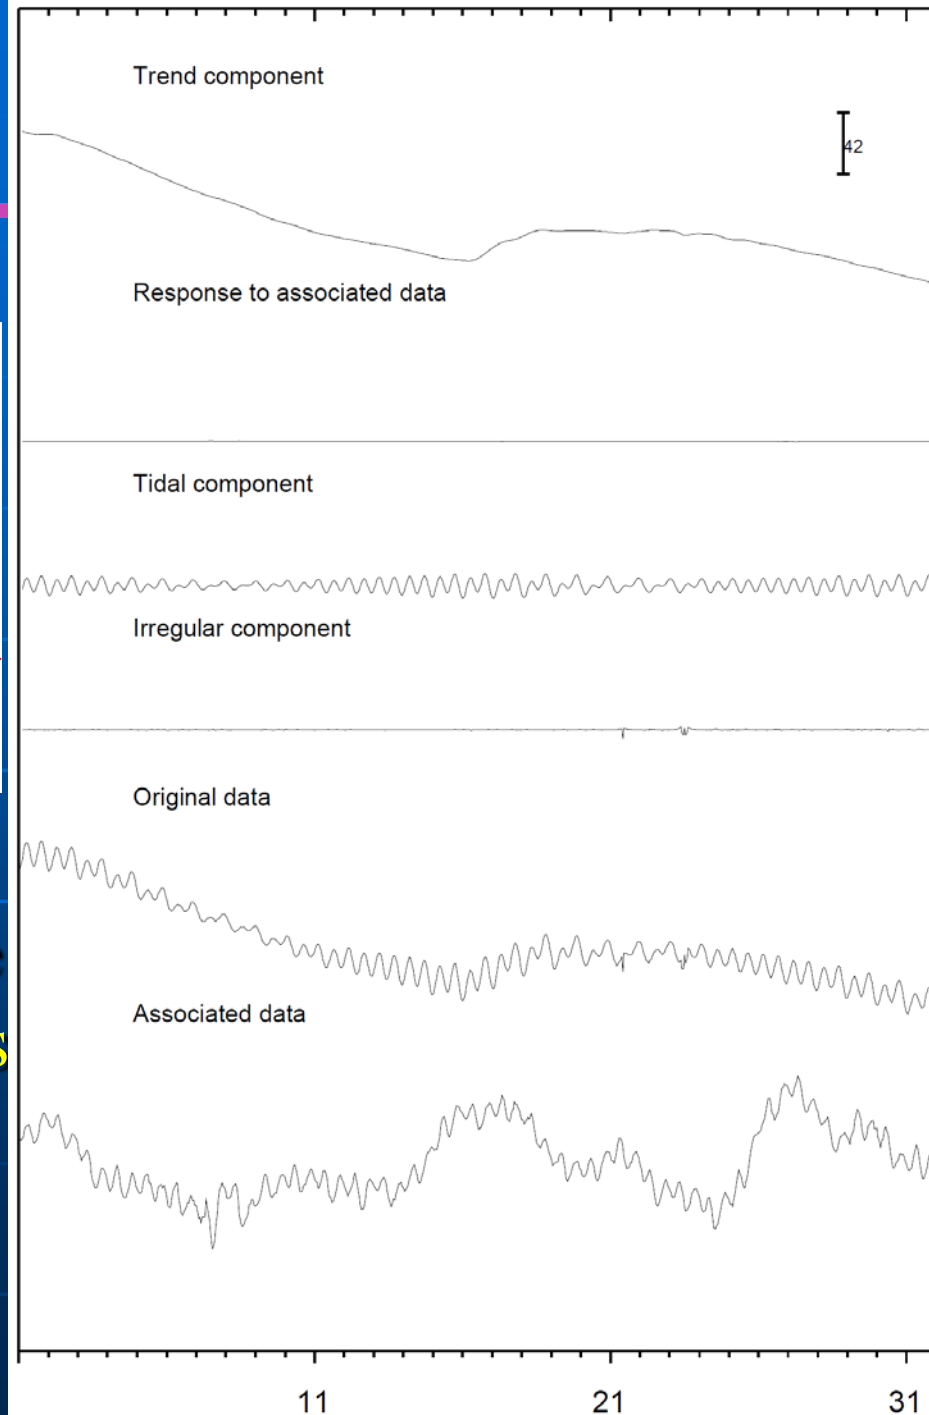 Trend component
42
Response to associated data
Tidal component
Irregular component
Original data
Associated data
s
11 21 31